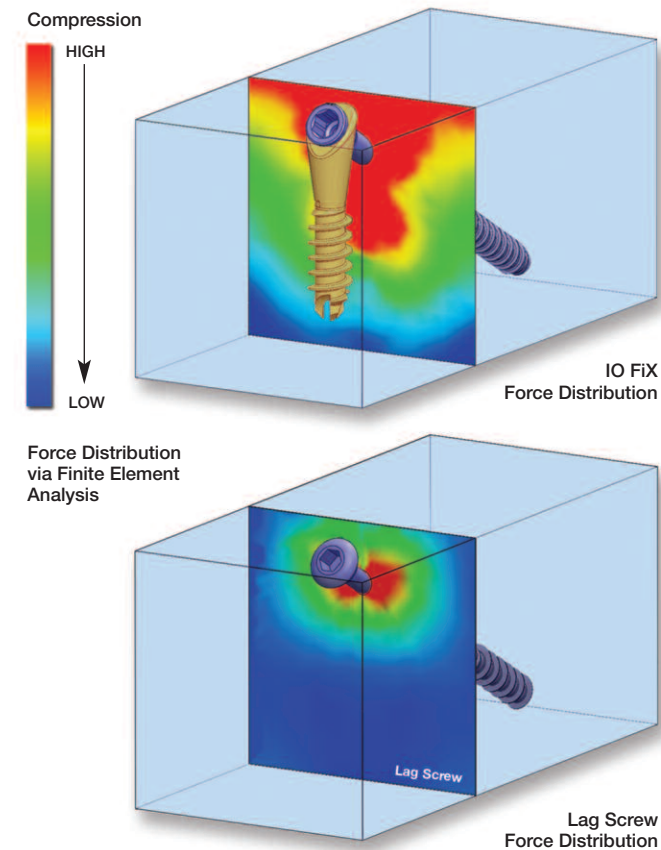 Compression
HIGH
LOW
IO FiX
Force Distribution
Force Distribution
via Finite Element
Analysis
Lag Screw
Lag Screw
Force Distribution